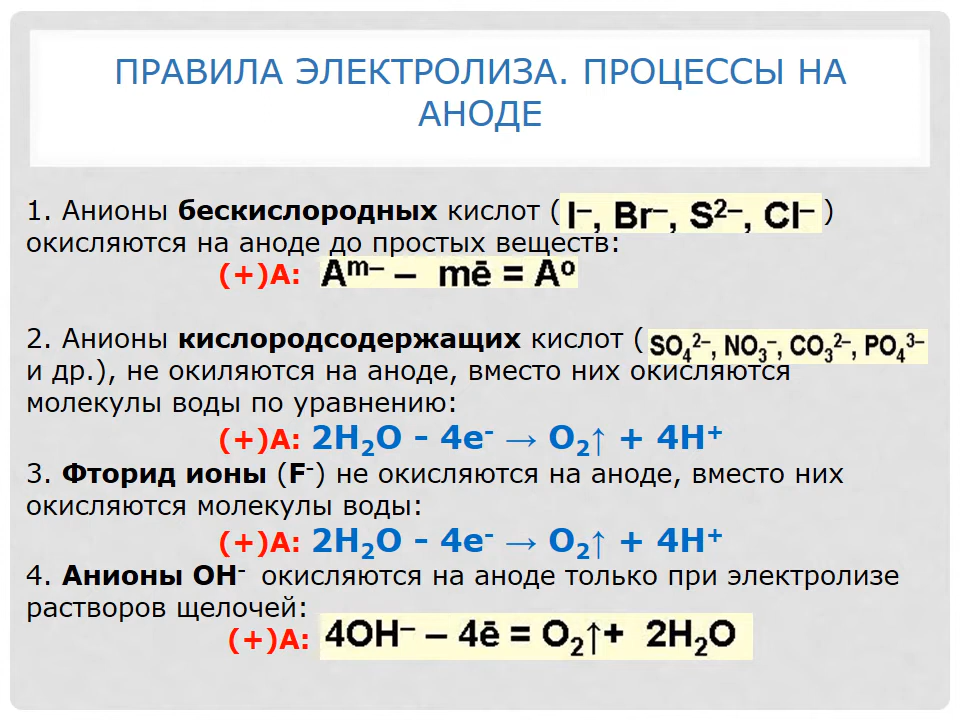 ПРАВИЛА ЭЛЕКТРОЛИЗА. ПРОЦЕССЫ НА
АНОДЕ
1. Анионы бескислородных кислот ( I⁻, Br⁻, S²⁻, Cl⁻ )
окисляются на аноде до простых веществ:
(+)А: Aᵐ⁻ – mē = Aᵒ
2. Анионы кислородсодержащих кислот ( SO₄²⁻, NO₃⁻, CO₃²⁻, PO₄³⁻
и др.), не окиляются на аноде, вместо них окисляются
молекулы воды по уравнению:
(+)А: 2H₂O – 4e⁻ → O₂↑ + 4H⁺
3. Фторид ионы (F⁻) не окисляются на аноде, вместо них
окисляются молекулы воды:
(+)А: 2H₂O – 4e⁻ → O₂↑ + 4H⁺
4. Анионы ОН⁻ окисляются на аноде только при электролизе
растворов щелочей:
(+)А: 4OH⁻ – 4ē = O₂↑+ 2H₂O